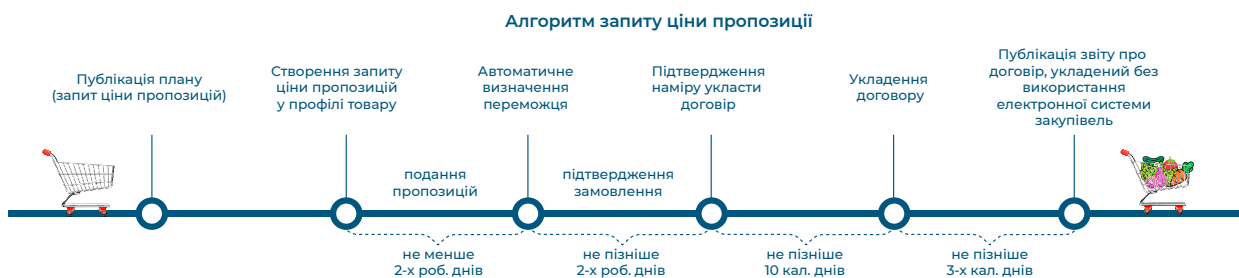 Алгоритм запиту ціни пропозиції
Публікація плану
(запит ціни пропозицій)
Створення запиту
ціни пропозицій
у профілі товару
Автоматичне
визначення
переможця
Підтвердження
наміру укласти
договір
Укладення
договору
Публікація звіту про
договір, укладений без
використання
електронної системи
закупівель
подання
пропозицій
підтвердження
замовлення
не менше
2-х роб. днів
не пізніше
2-х роб. днів
не пізніше
10 кал. днів
не пізніше
3-х кал. днів